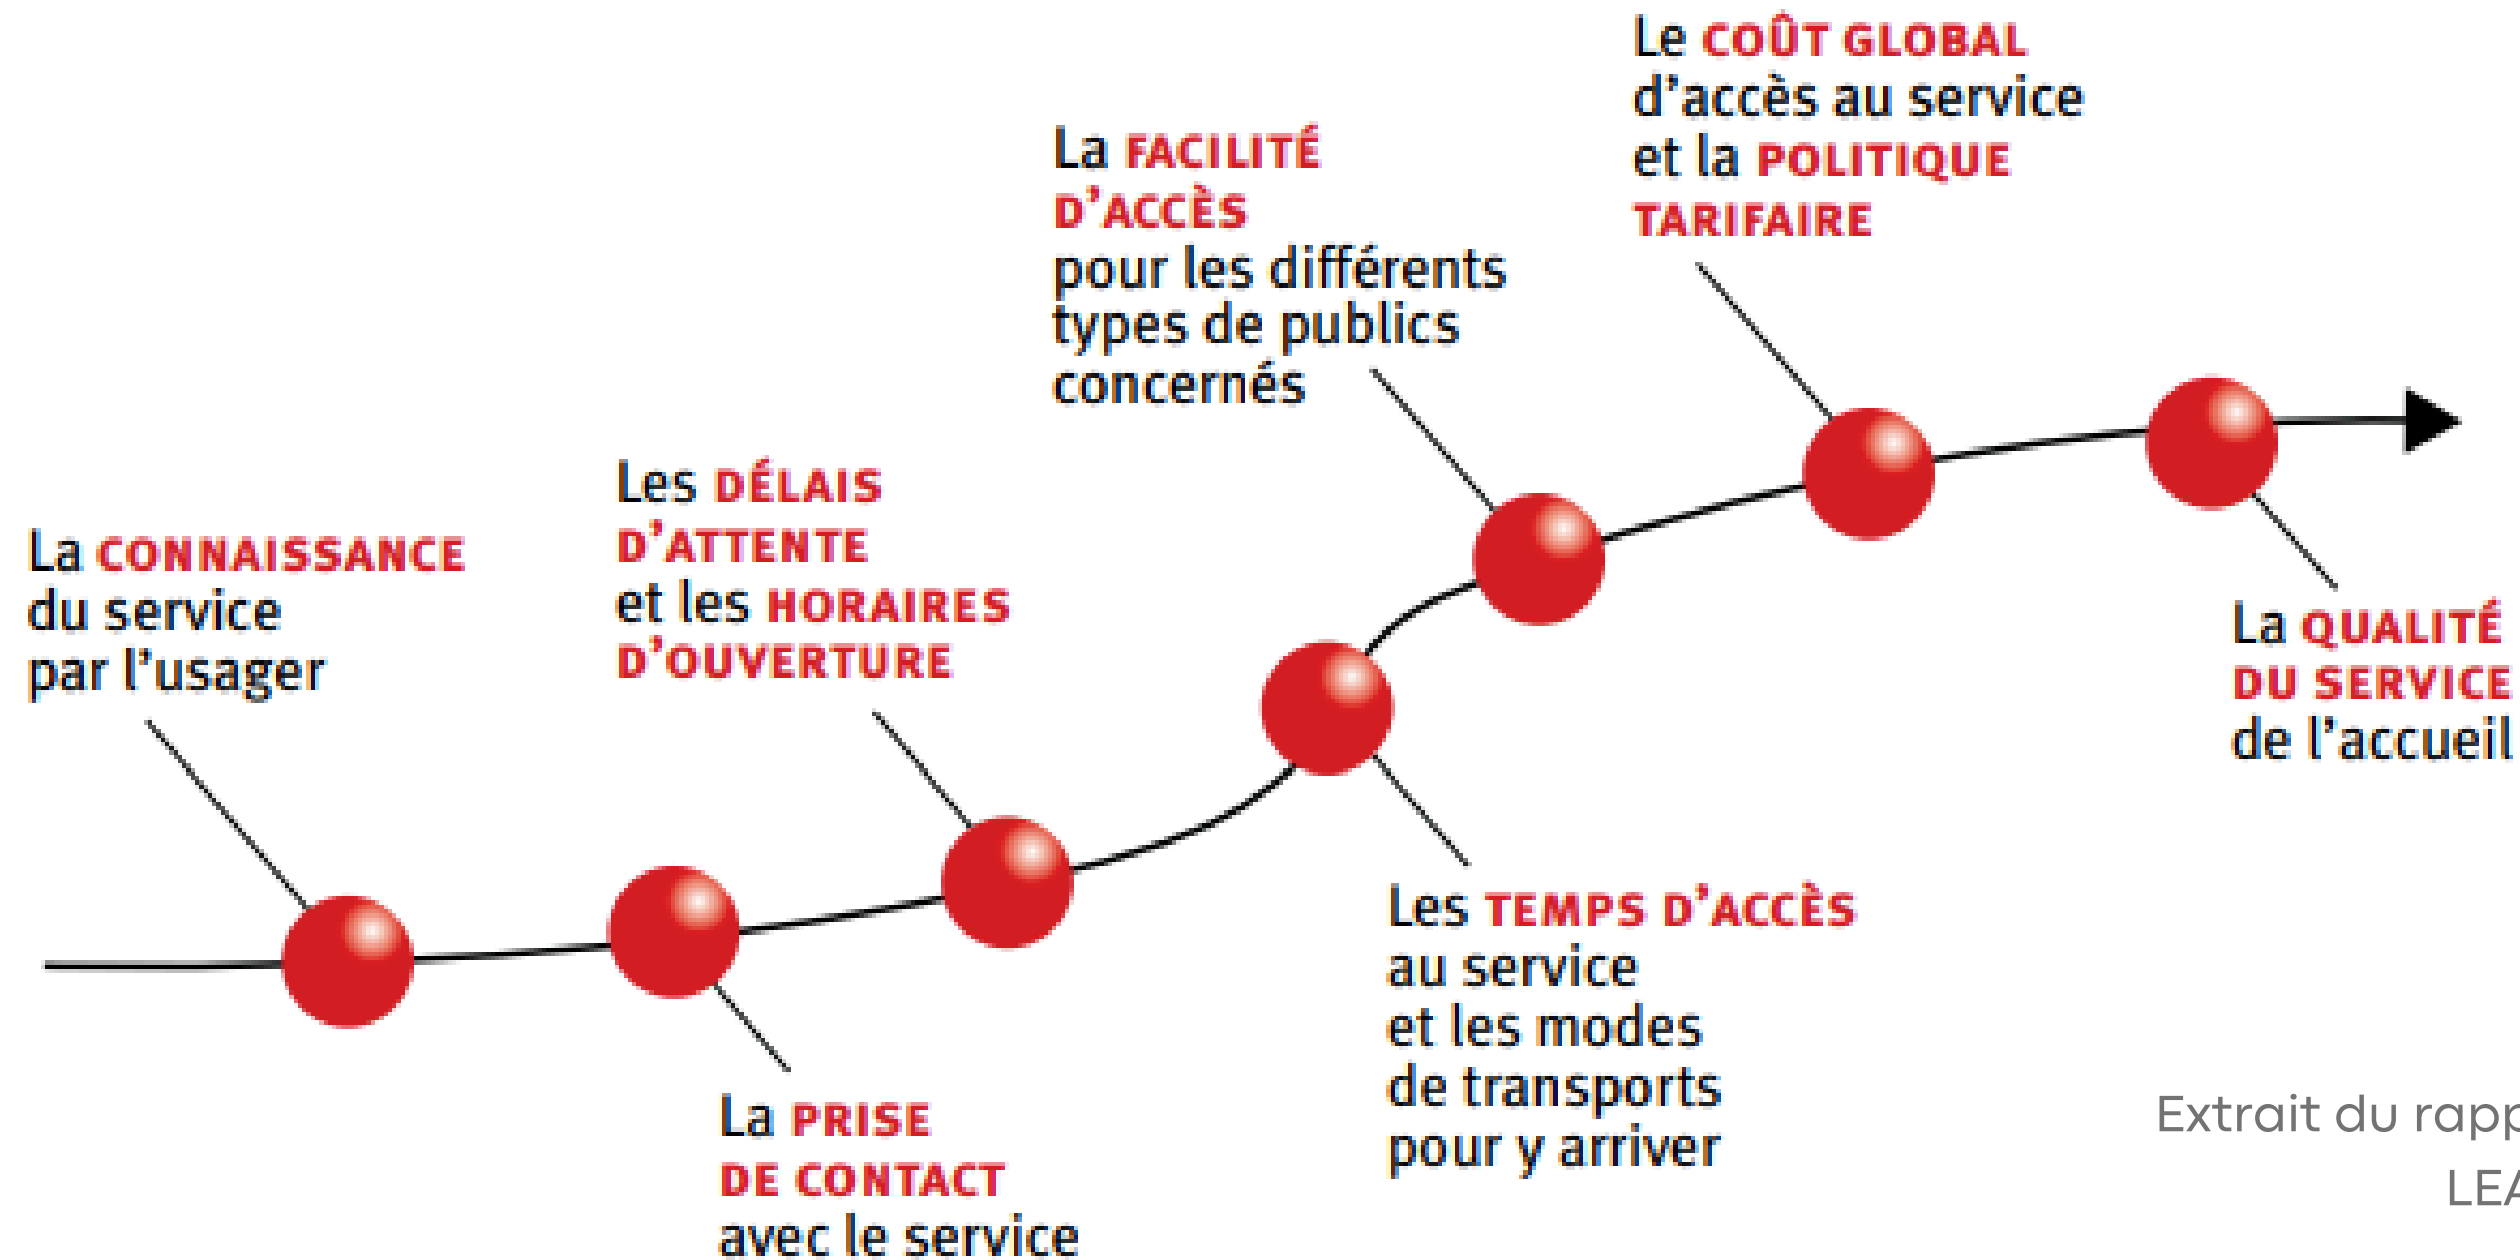 La CONNAISSANCE
du service
par l'usager
La PRISE
DE CONTACT
avec le service
Les DÉLAIS
D'ATTENTE
et les HORAIRES
D'OUVERTURE
Les TEMPS D'ACCÈS
au service
et les modes
de transports
pour y arriver
La FACILITÉ
D'ACCÈS
pour les différents
types de publics
concernés
Le COÛT GLOBAL
d'accès au service
et la POLITIQUE
TARIFAIRE
La QUALITÉ
DU SERVICE
de l'accueil
Extrait du